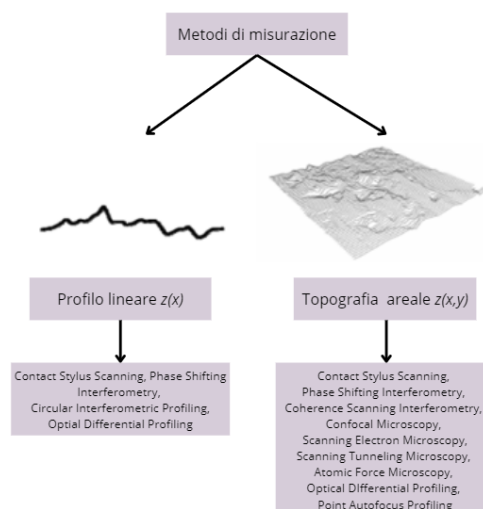 Metodi di misurazione
Profilo lineare z(x)
Topografia areale z(x,y)
Contact Stylus Scanning, Phase Shifting
Interferometry,
Circular Interferometric Profiling,
Optial Differential Profiling
Contact Stylus Scanning,
Phase Shifting Interferometry,
Coherence Scanning Interferometry,
Confocal Microscopy,
Scanning Electron Microscopy,
Scanning Tunneling Microscopy,
Atomic Force Microscopy,
Optical DIfferential Profiling,
Point Autofocus Profiling